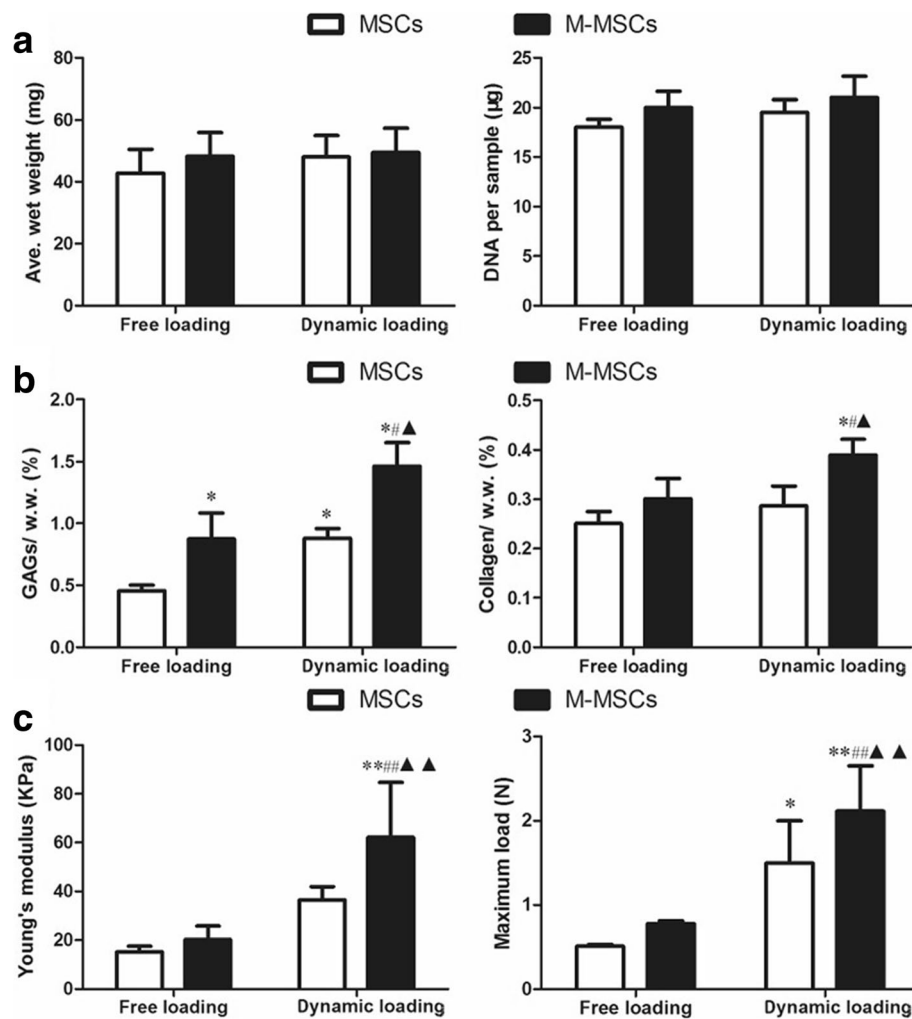 a
MSCs M-MSCs
Ave. wet weight (mg)
80
60
40
20
0
Free loading Dynamic loading
DNA per sample (µg)
25
20
15
10
5
0
Free loading Dynamic loading
b
MSCs M-MSCs
GAGs/ w.w. (%)
2.0
1.5
1.0
0.5
0.0
*
*
*#▲
Free loading Dynamic loading
Collagen/ w.w. (%)
0.5
0.4
0.3
0.2
0.1
0.0
*#▲
Free loading Dynamic loading
c
MSCs M-MSCs
Young's modulus (KPa)
100
80
60
40
20
0
**##▲ ▲
Free loading Dynamic loading
Maximum load (N)
3
2
1
0
*
**##▲ ▲
Free loading Dynamic loading